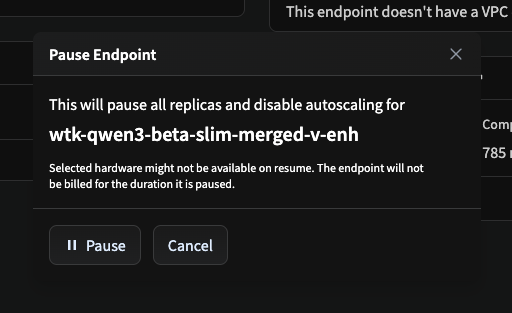 This endpoint doesn't have a VPC
Pause Endpoint
This will pause all replicas and disable autoscaling for
wtk-qwen3-beta-slim-merged-v-enh
Comp
785
Selected hardware might not be available on resume. The endpoint will not
be billed for the duration it is paused.
Pause
Cancel